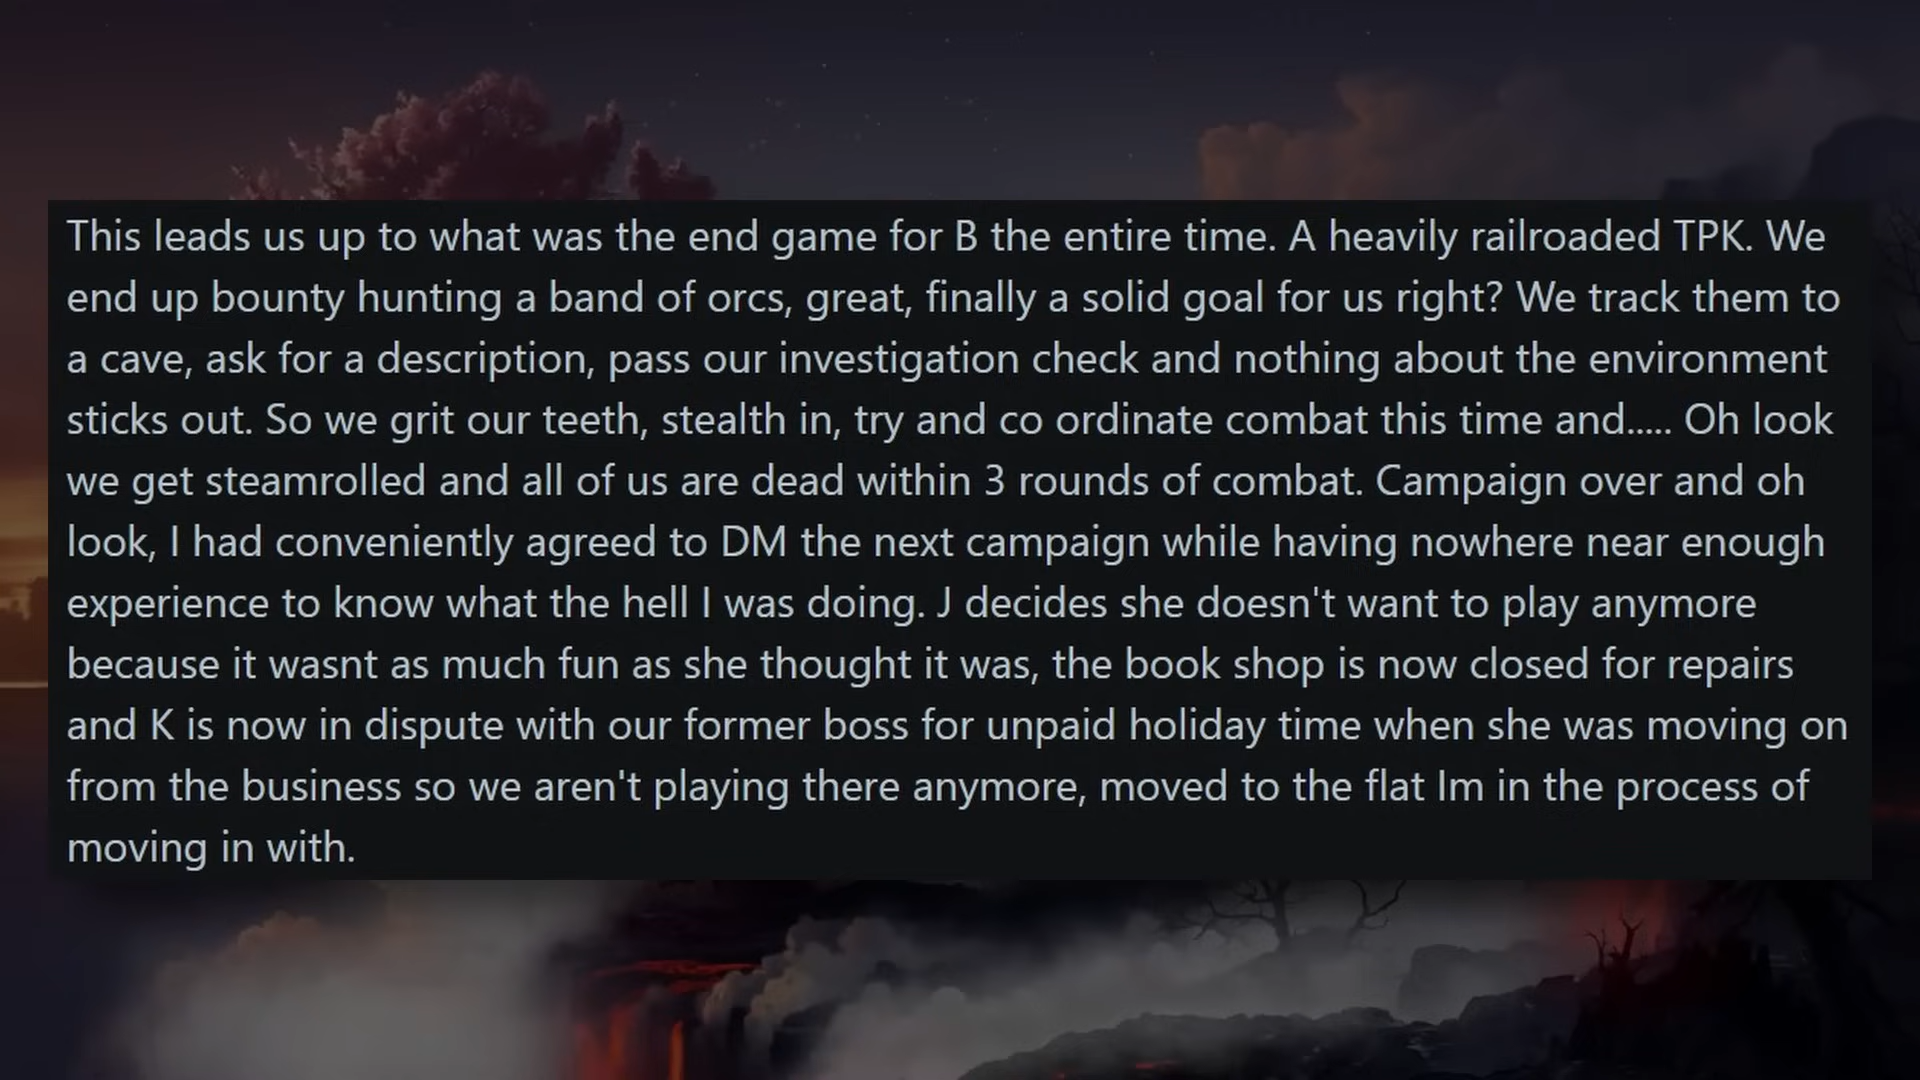 This leads us up to what was the end game for B the entire time. A heavily railroaded TPK. We
end up bounty hunting a band of orcs, great, finally a solid goal for us right? We track them to
a cave, ask for a description, pass our investigation check and nothing about the environment
sticks out. So we grit our teeth, stealth in, try and co ordinate combat this time and..... Oh look
we get steamrolled and all of us are dead within 3 rounds of combat. Campaign over and oh
look, I had conveniently agreed to DM the next campaign while having nowhere near enough
experience to know what the hell I was doing. J decides she doesn't want to play anymore
because it wasnt as much fun as she thought it was, the book shop is now closed for repairs
and K is now in dispute with our former boss for unpaid holiday time when she was moving on
from the business so we aren't playing there anymore, moved to the flat Im in the process of
moving in with.